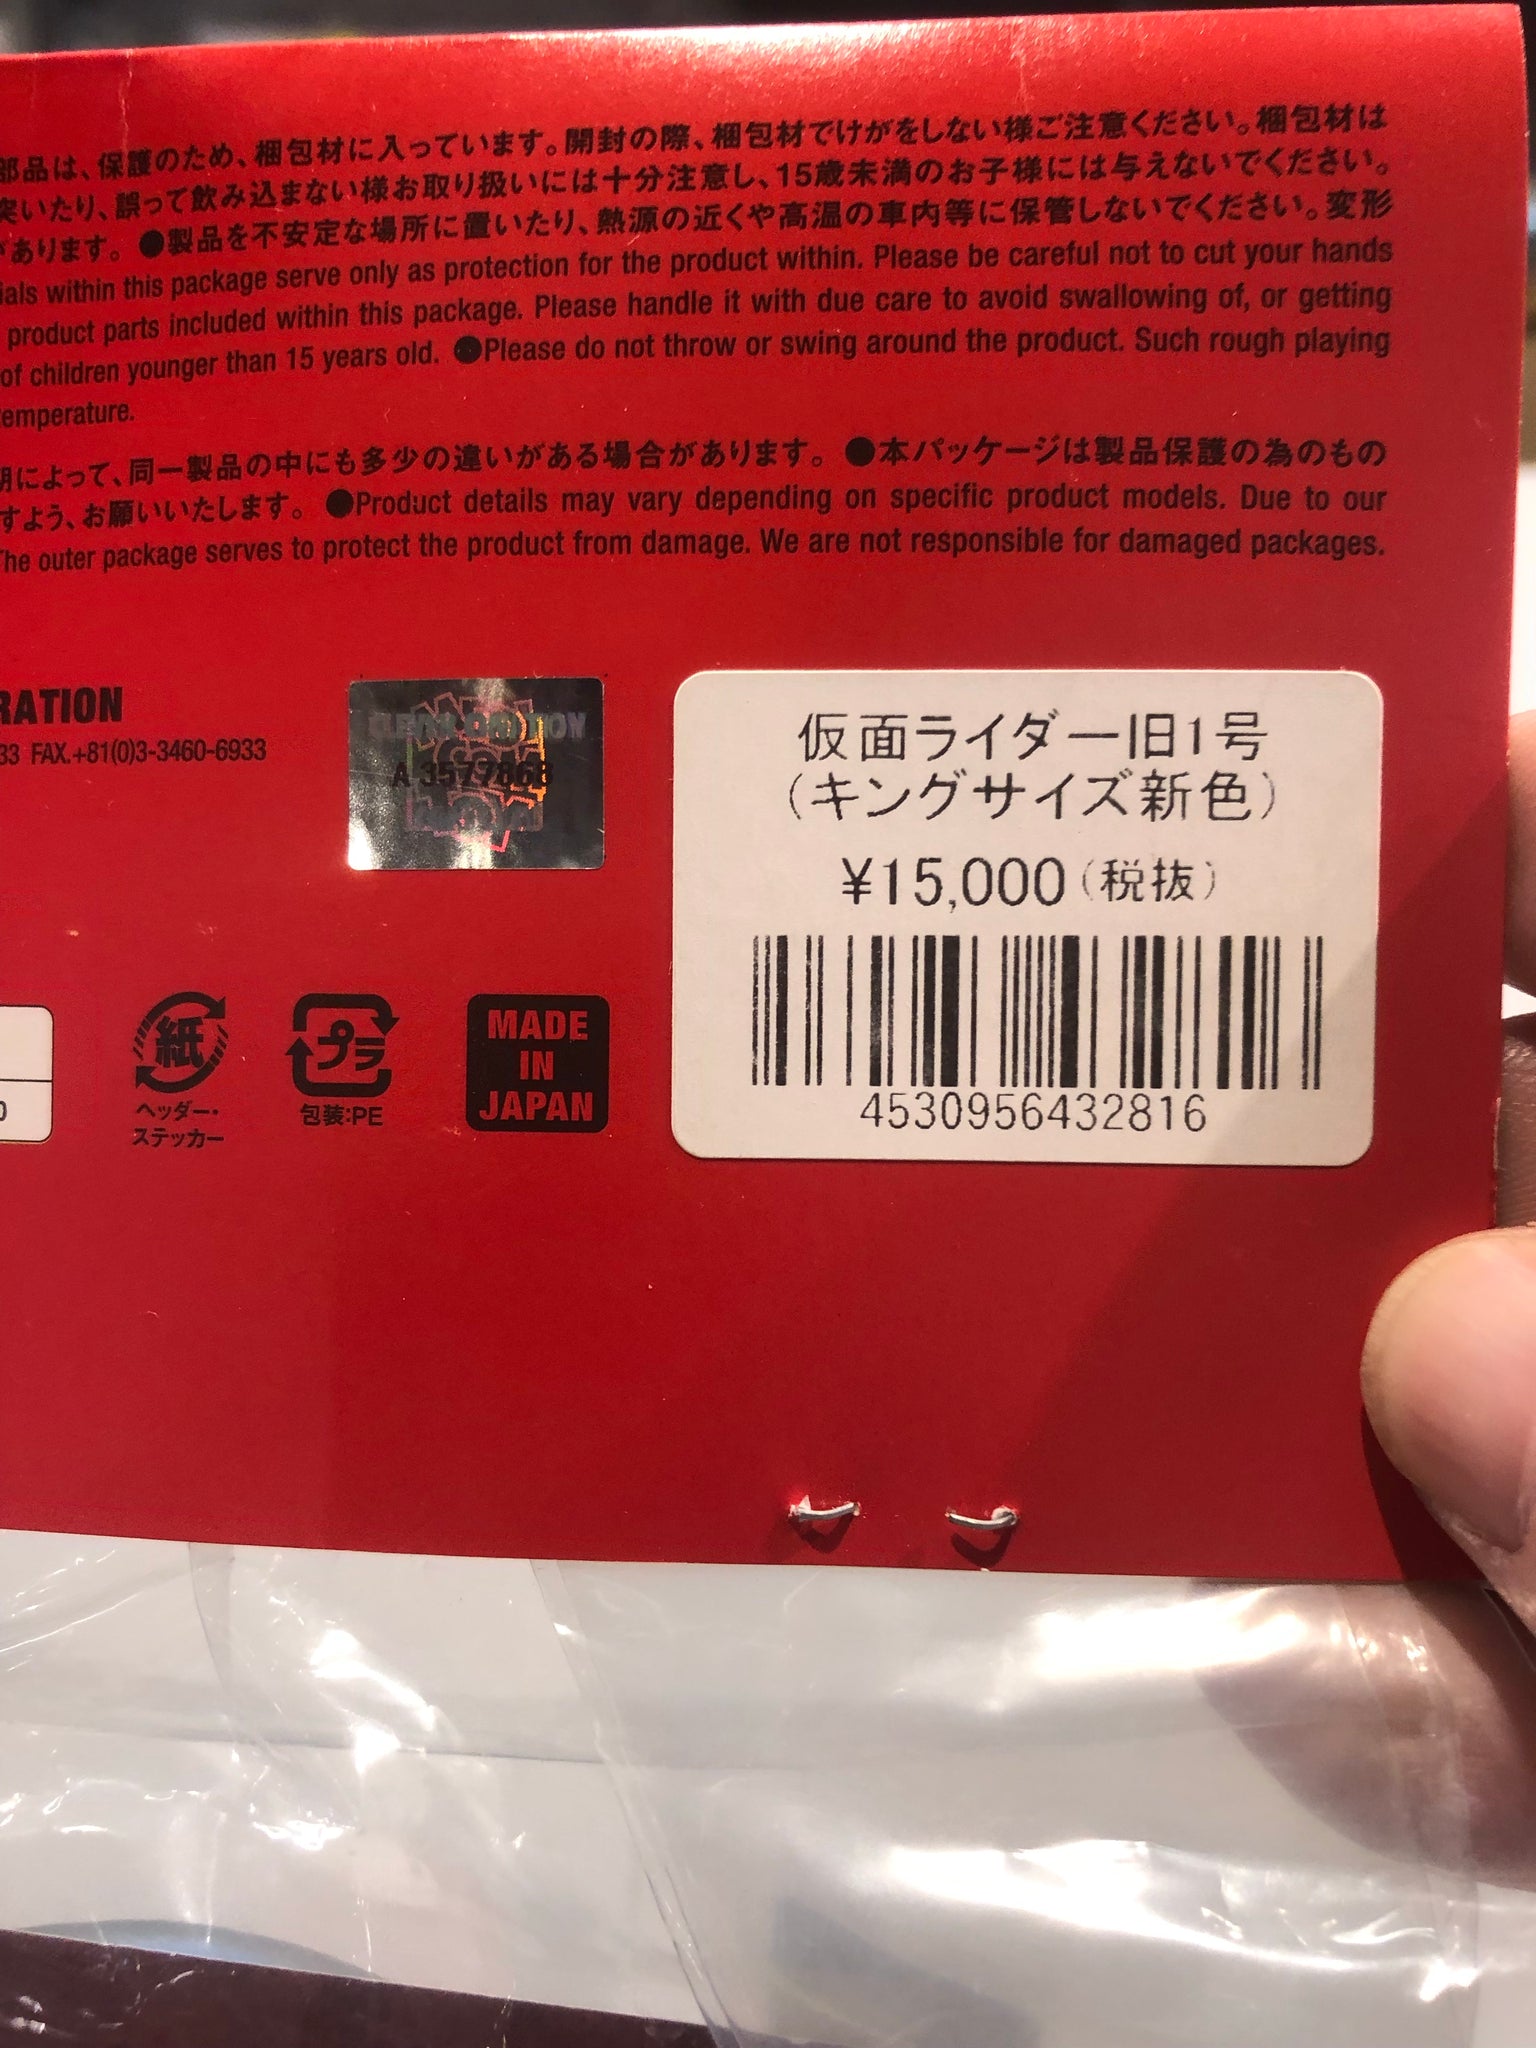 部品は、保護のため、梱包材に入っています。開封の際、梱包材でけがをしない様ご注意ください。梱包材は
突いたり、誤って飲み込まない様お取り扱いには十分注意し、15歳未満のお子様には与えないでください。
があります。 ●製品を不安定な場所に置いたり、熱源の近くや高温の車内等に保管しないでください。変形
ials within this package serve only as protection for the product within. Please be careful not to cut your hands
product parts included within this package. Please handle it with due care to avoid swallowing of, or getting
of children younger than 15 years old. ●Please do not throw or swing around the product. Such rough playing
temperature.
によって、同一製品の中にも多少の違いがある場合があります。 ●本パッケージは製品保護の為のもの
すよう、お願いいたします。 ●Product details may vary depending on specific product models. Due to our
The outer package serves to protect the product from damage. We are not responsible for damaged packages.
RATION
33 FAX.+81(0)3-3460-6933
A 3577868
仮面ライダー旧1号
(キングサイズ新色)
¥15,000(税抜)
4530956432816
紙
ヘッダー・
ステッカー
プラ
包装:PE
MADE
IN
JAPAN
0